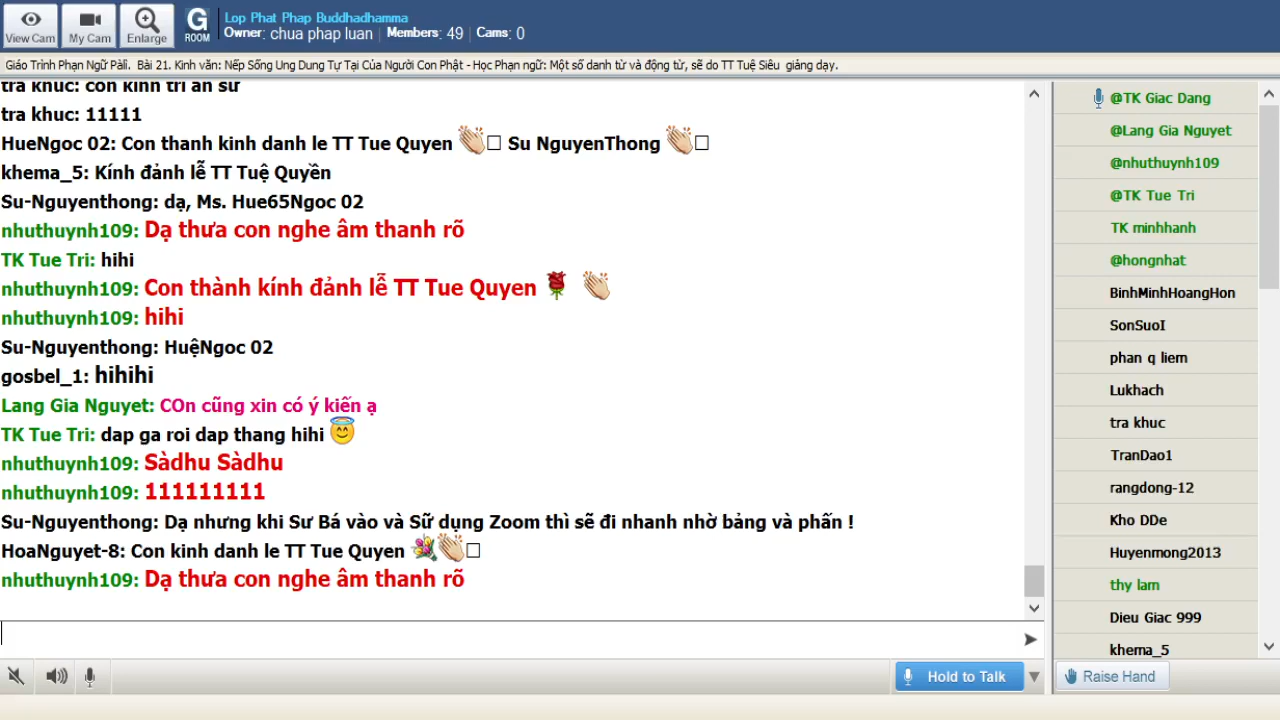 View Cam
My Cam
Enlarge
G ROOM
Lop Phat Phap Buddhadhamma
Owner: chua phap luan Members: 49 Cams: 0
Giáo Trình Phạn Ngữ Pàli. Bài 21. Kinh văn: Nếp Sống Ung Dung Tự Tại Của Người Con Phật - Học Phạn ngữ: Một số danh từ và động từ, sẽ do TT Tuệ Siêu giảng dạy.
tra khuc: con kinh tri an su
tra khuc: 11111
HueNgoc 02: Con thanh kinh danh le TT Tue Quyen 👏 Su NguyenThong 👏
khema_5: Kính đảnh lễ TT Tuệ Quyền
Su-Nguyenthong: dạ, Ms. Hue65Ngoc 02
nhuthuynh109: Dạ thưa con nghe âm thanh rõ
TK Tue Tri: hihi
nhuthuynh109: Con thành kính đảnh lễ TT Tue Quyen 🌹 👏
nhuthuynh109: hihi
Su-Nguyenthong: HuệNgoc 02
gosbel_1: hihihi
Lang Gia Nguyet: COn cũng xin có ý kiến ạ
TK Tue Tri: dap ga roi dap thang hihi 😇
nhuthuynh109: Sàdhu Sàdhu
nhuthuynh109: 111111111
Su-Nguyenthong: Dạ nhưng khi Sư Bá vào và Sữ dụng Zoom thì sẽ đi nhanh nhờ bảng và phấn !
HoaNguyet-8: Con kinh danh le TT Tue Quyen 💐👏
nhuthuynh109: Dạ thưa con nghe âm thanh rõ
Hold to Talk
@TK Giac Dang
@Lang Gia Nguyet
@nhuthuynh109
@TK Tue Tri
TK minhhanh
@hongnhat
BinhMinhHoangHon
SonSuoI
phan q liem
Lukhach
tra khuc
TranDao1
rangdong-12
Kho DDe
Huyenmong2013
thy lam
Dieu Giac 999
khema_5
Raise Hand